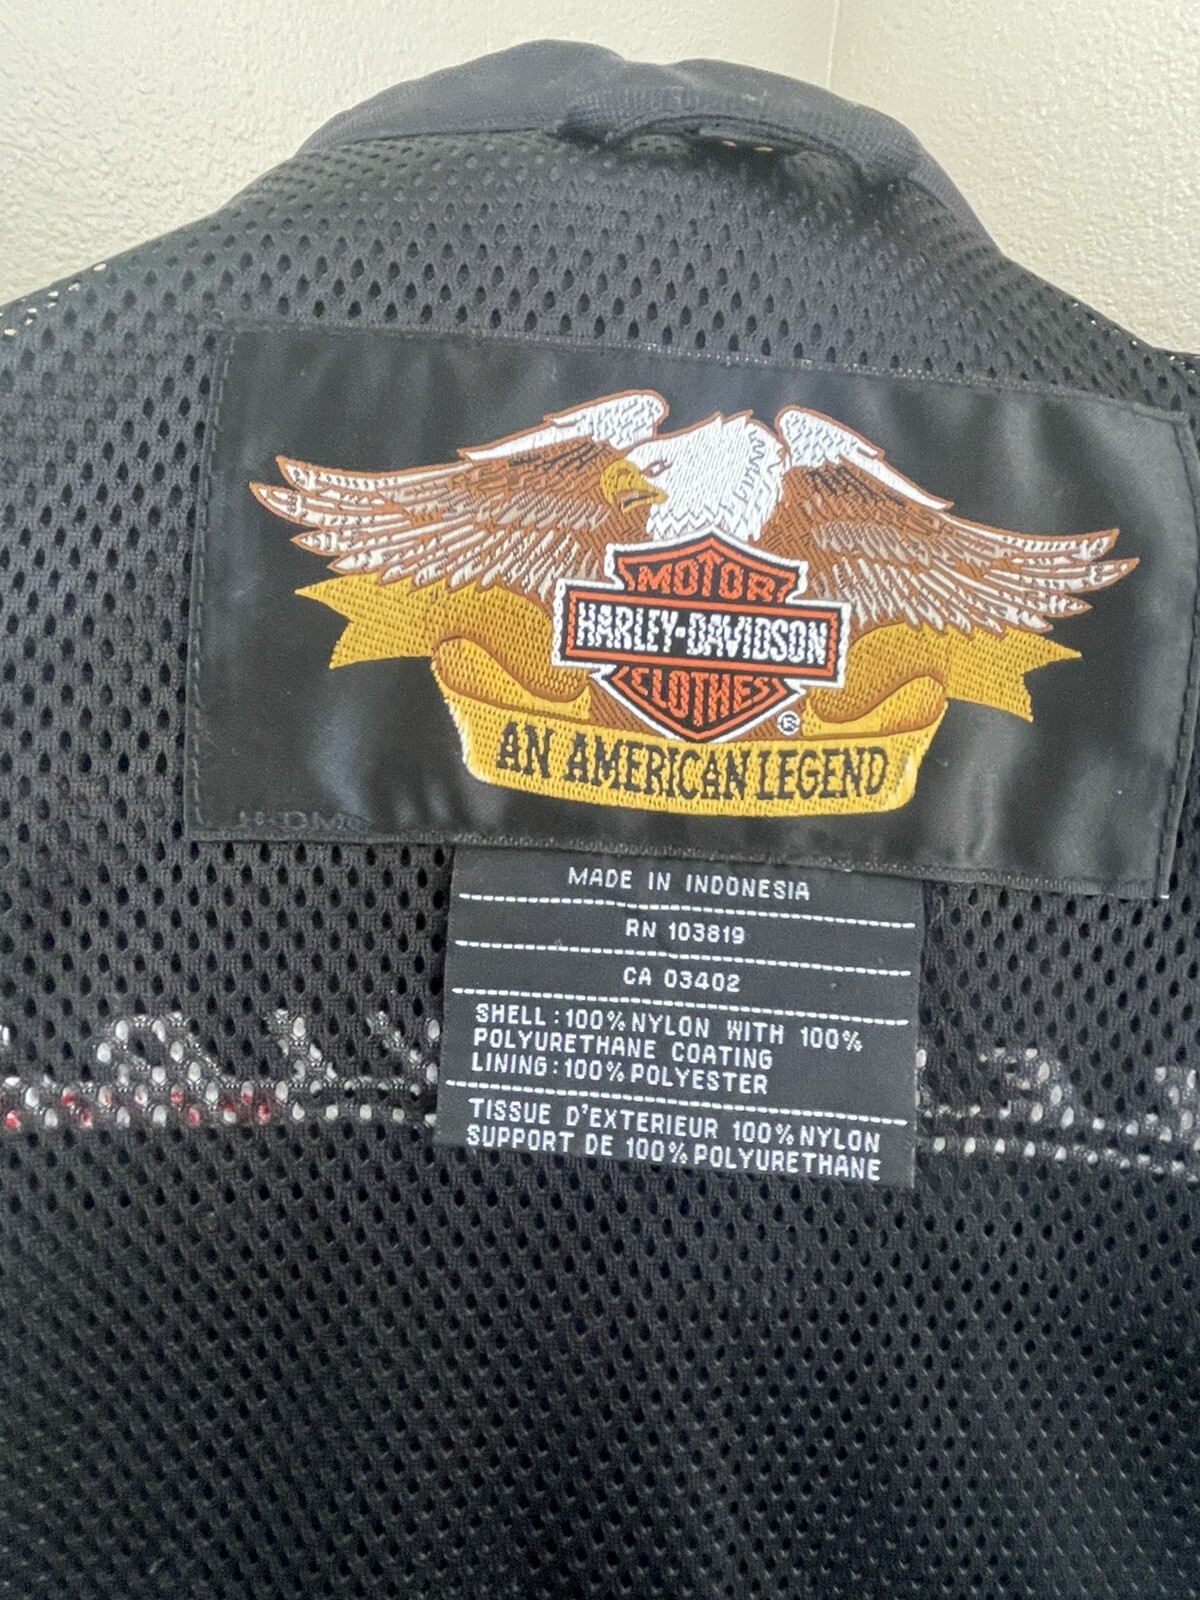 MOTOR
HARLEY-DAVIDSON
CLOTHES
®
AN AMERICAN LEGEND
MADE IN INDONESIA
RN 103819
CA 03402
SHELL:100% NYLON WITH 100%
POLYURETHANE COATING
LINING:100% POLYESTER
TISSUE D'EXTERIEUR 100% NYLON
SUPPORT DE 100% POLYURETHANE